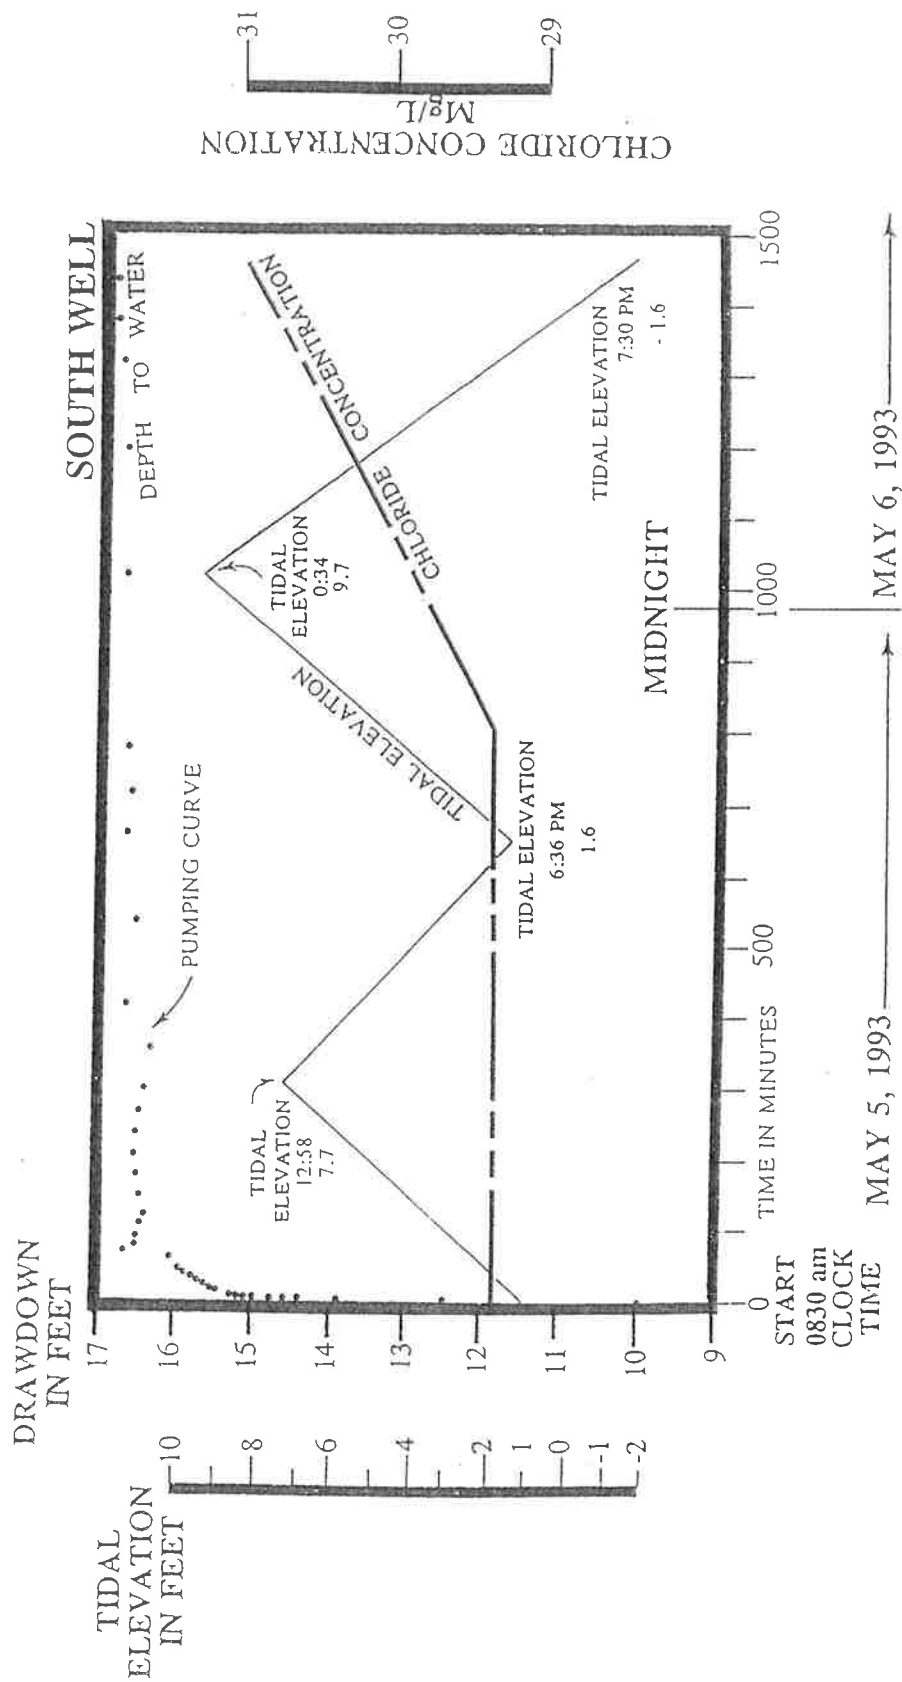 SOUTH WELL
DRAWDOWN
IN FEET
17
16
15
14
13
12
11
10
9
TIDAL
ELEVATION
IN FEET
10
8
6
4
2
1
0
-1
-2
DEPTH TO WATER
PUMPING CURVE
TIDAL
ELEVATION
12:58
7.7
TIDAL ELEVATION
TIDAL
ELEVATION
0:34
9.7
TIDAL ELEVATION
6:36 PM
1.6
CHLORIDE CONCENTRATION
TIDAL ELEVATION
7:30 PM
- 1.6
MIDNIGHT
31
30
29
Mg/L
CHLORIDE CONCENTRATION
0
500
1000
1500
TIME IN MINUTES
START
0830 am
CLOCK
TIME
MAY 5, 1993
MAY 6, 1993